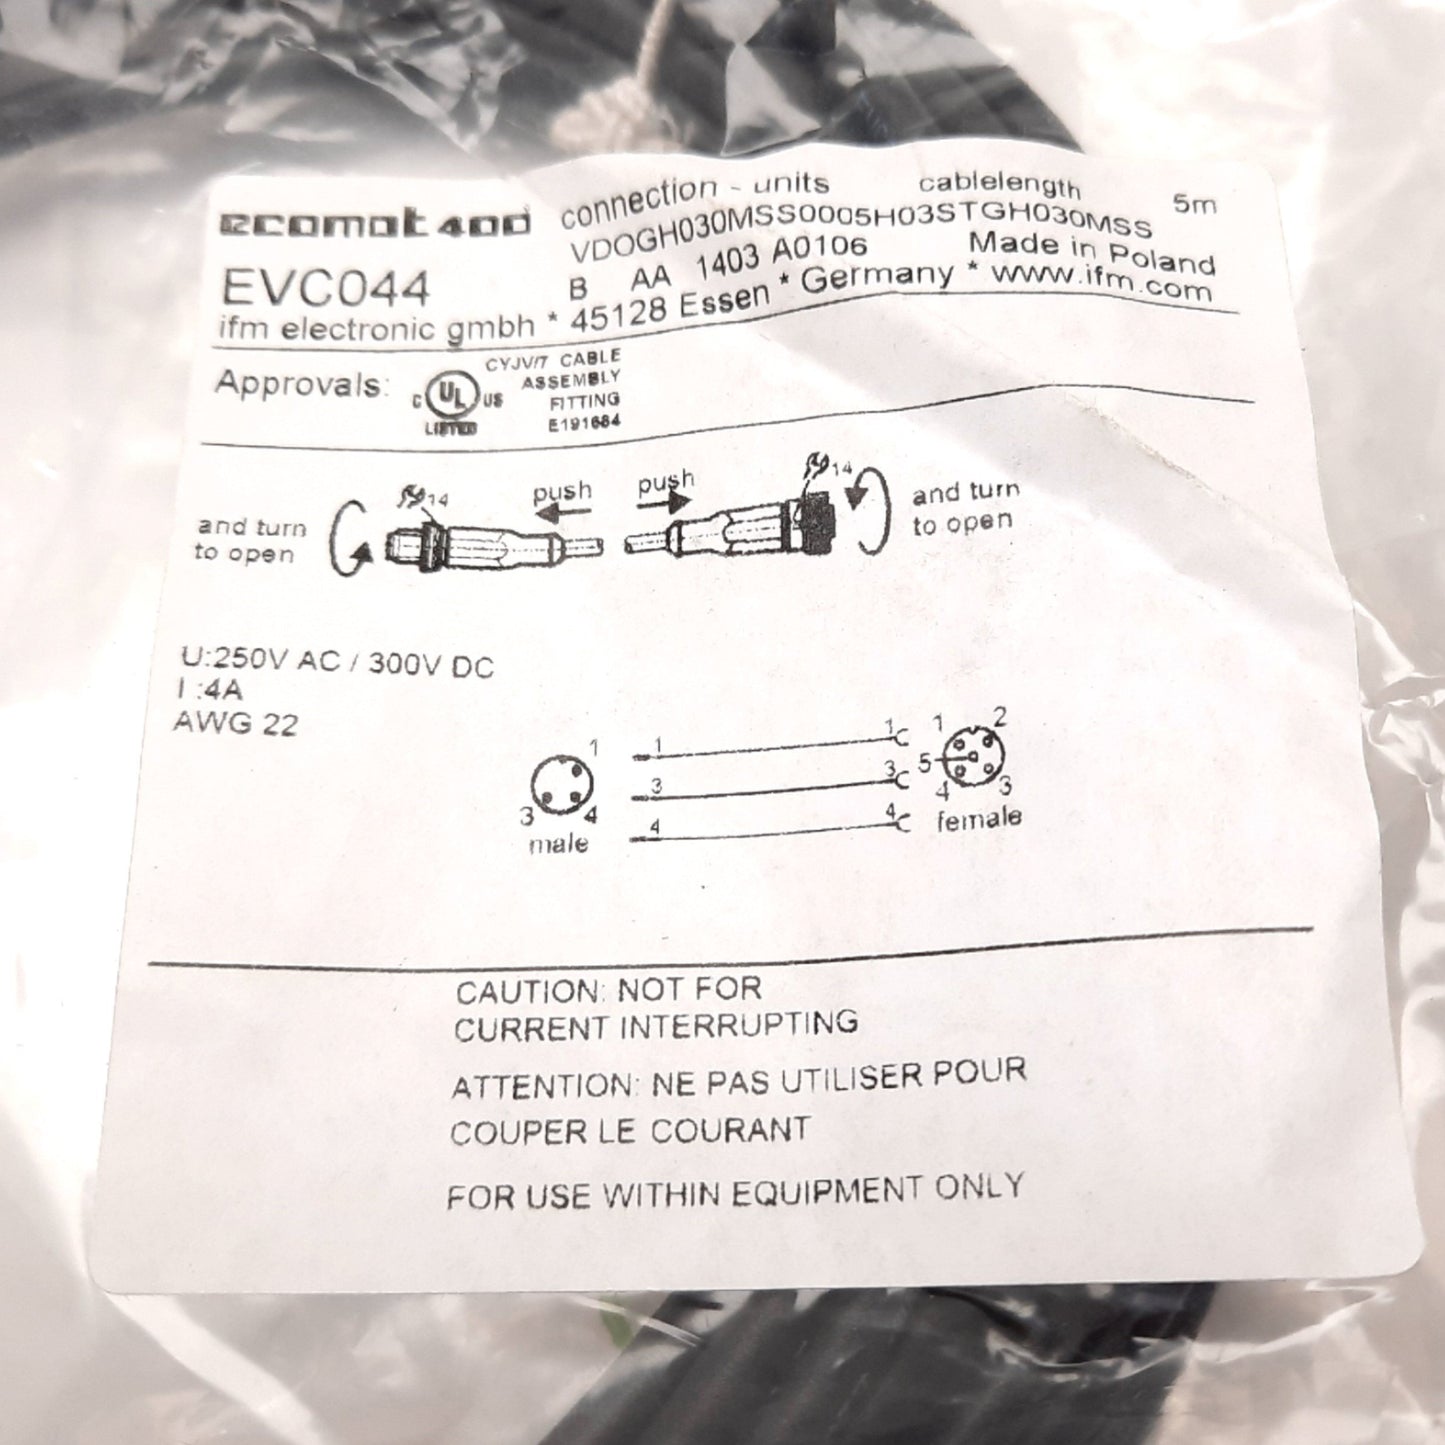 ecomat 400 connection - units cablelength 5m
VDOGH030MSS0005H03STGH030MSS
EVC044 B AA 1403 A0106 Made in Poland
ifm electronic gmbh * 45128 Essen * Germany * www.ifm.com
Approvals: C UL US LISTED
CYJV/7 CABLE
ASSEMBLY
FITTING
E191684
and turn
to open
14
push
push
14
and turn
to open
U:250V AC / 300V DC
I :4A
AWG 22
1
3 4
male
1 1
3 3
4 4
1 2
5
4 3
female
CAUTION: NOT FOR
CURRENT INTERRUPTING
ATTENTION: NE PAS UTILISER POUR
COUPER LE COURANT
FOR USE WITHIN EQUIPMENT ONLY